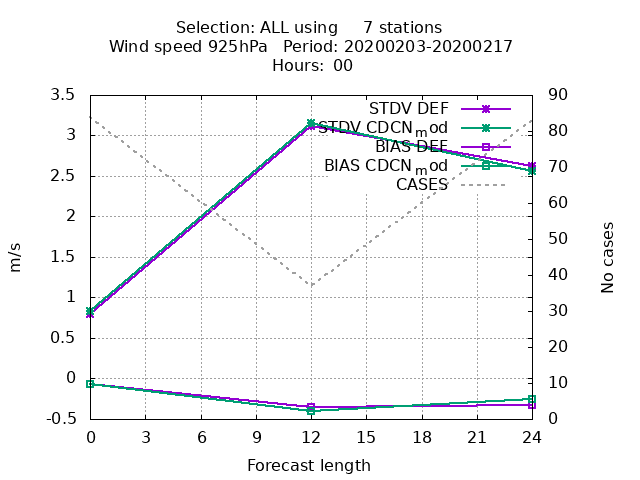 Selection: ALL using 7 stations
Wind speed 925hPa Period: 20200203-20200217
Hours: 00
3.5
3
2.5
2
1.5
1
0.5
0
-0.5
m/s
STDV DEF
STDV CDCNmod
BIAS DEF
BIAS CDCNmod
CASES
90
80
70
60
50
40
30
20
10
0
No cases
0 3 6 9 12 15 18 21 24
Forecast length